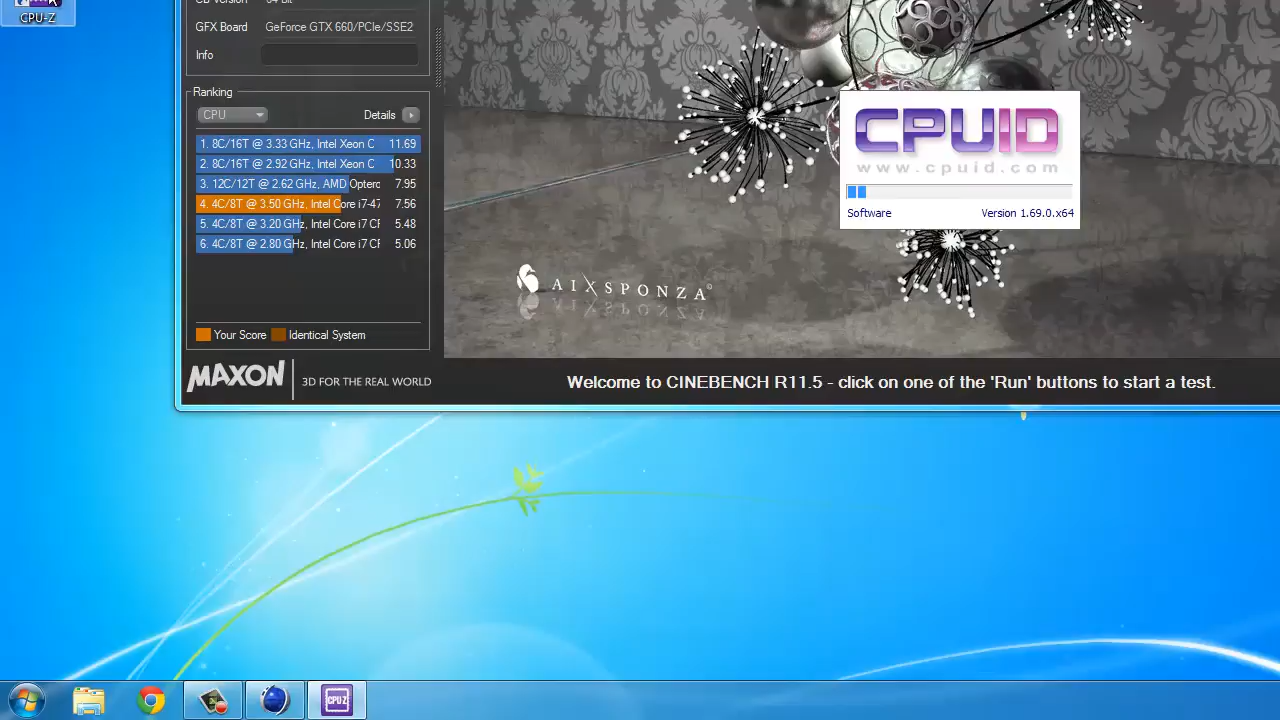 CPU-Z
GFX Board GeForce GTX 660/PCIe/SSE2
Info
Ranking
CPU Details
1. 8C/16T @ 3.33 GHz, Intel Xeon C 11.69
2. 8C/16T @ 2.92 GHz, Intel Xeon C 10.33
3. 12C/12T @ 2.62 GHz, AMD Optero 7.95
4. 4C/8T @ 3.50 GHz, Intel Core i7-47 7.56
5. 4C/8T @ 3.20 GHz, Intel Core i7 CF 5.48
6. 4C/8T @ 2.80 GHz, Intel Core i7 CF 5.06
Your Score Identical System
MAXON 3D FOR THE REAL WORLD
AIXSPONZA
CPUID
www.cpuid.com
Software Version 1.69.0.x64
Welcome to CINEBENCH R11.5 - click on one of the 'Run' buttons to start a test.
CPU Z